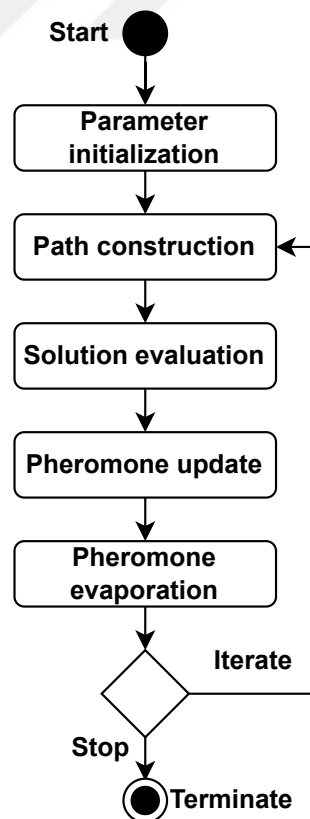 Start
Parameter
initialization
Path construction
Solution evaluation
Pheromone update
Pheromone
evaporation
Iterate
Stop
Terminate